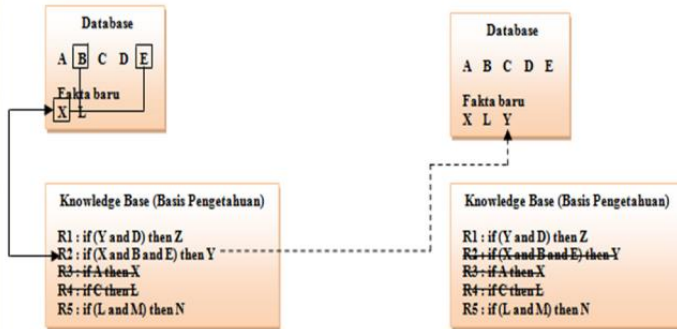 Database
A B C D E
Fakta baru
X L
Knowledge Base (Basis Pengetahuan)
R1 : if (Y and D) then Z
R2 : if (X and B and E) then Y
R3 : if A then X
R4 : if C then L
R5 : if (L and M) then N
Database
A B C D E
Fakta baru
X L Y
Knowledge Base (Basis Pengetahuan)
R1 : if (Y and D) then Z
R2 : if (X and B and E) then Y
R3 : if A then X
R4 : if C then L
R5 : if (L and M) then N